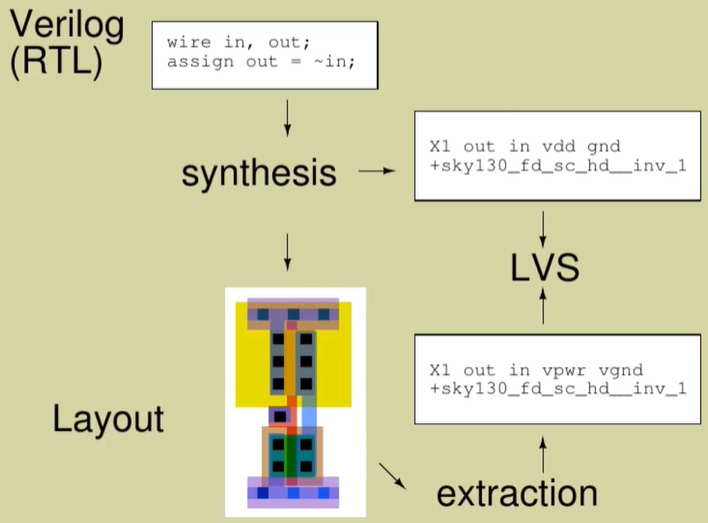 Verilog
(RTL)
wire in, out;
assign out = ~in;
synthesis
X1 out in vdd gnd
+sky130_fd_sc_hd__inv_1
LVS
X1 out in vpwr vgnd
+sky130_fd_sc_hd__inv_1
Layout
extraction